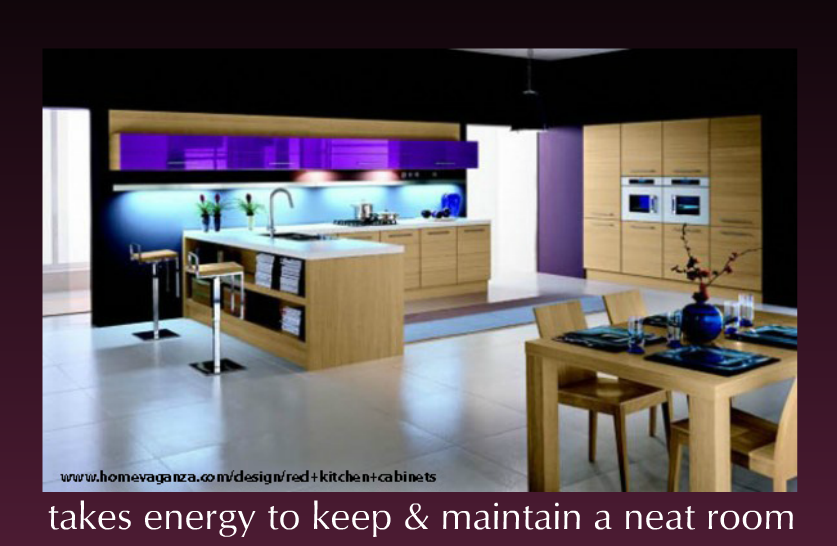 www.homevaganza.com/design/red+kitchen+cabinets
takes energy to keep & maintain a neat room